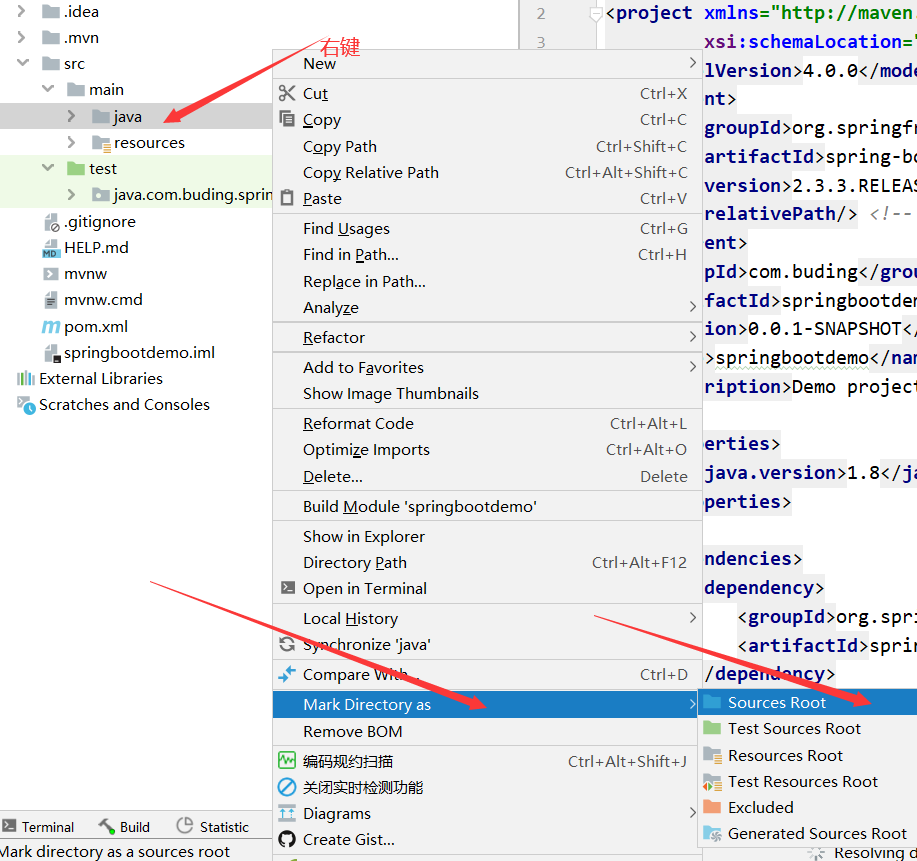 .idea
.mvn
src
main
java
resources
test
java.com.buding.sprin
.gitignore
HELP.md
mvnw
mvnw.cmd
pom.xml
springbootdemo.iml
External Libraries
Scratches and Consoles
Terminal Build Statistic
Mark directory as a sources root
右键
New
Cut Ctrl+X
Copy Ctrl+C
Copy Path Ctrl+Shift+C
Copy Relative Path Ctrl+Alt+Shift+C
Paste Ctrl+V
Find Usages Ctrl+G
Find in Path... Ctrl+H
Replace in Path...
Analyze
Refactor
Add to Favorites
Show Image Thumbnails
Reformat Code Ctrl+Alt+L
Optimize Imports Ctrl+Alt+O
Delete... Delete
Build Module 'springbootdemo'
Show in Explorer
Directory Path Ctrl+Alt+F12
Open in Terminal
Local History
Synchronize 'java'
Compare With... Ctrl+D
Mark Directory as
Remove BOM
编码规约扫描 Ctrl+Alt+Shift+J
关闭实时检测功能
Diagrams
Create Gist...
Sources Root
Test Sources Root
Resources Root
Test Resources Root
Excluded
Generated Sources Root
2 <project xmlns="http://maven.
3 xsi:schemaLocation="
lVersion>4.0.0</mode
nt>
groupId>org.springfr
artifactId>spring-bo
version>2.3.3.RELEAS
relativePath/> <!--
ent>
pId>com.buding</grou
factId>springbootdem
ion>0.0.1-SNAPSHOT</
>springbootdemo</nam
ription>Demo project
erties>
java.version>1.8</ja
perties>
ndencies>
dependency>
<groupId>org.spri
<artifactId>sprin
/dependency>
Resolving d